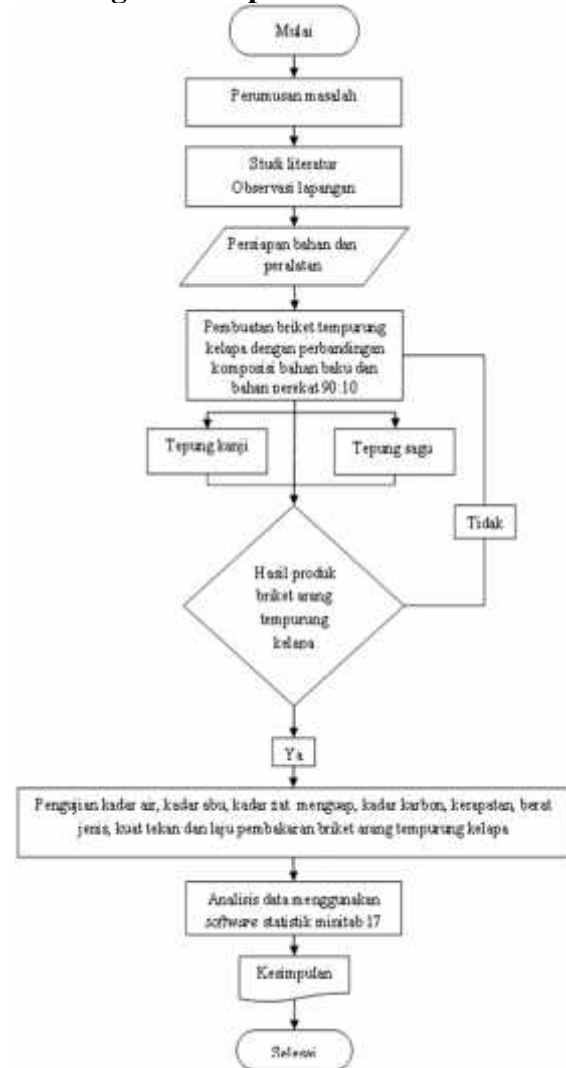 Mulai
Perumusan masalah
Studi literatur
Observasi lapangan
Persiapan bahan dan
peralatan
Pembuatan briket tempurung
kelapa dengan perbandingan
komposisi bahan baku dan
bahan perekat 90:10
Tepung kanji
Tepung sagu
Tidak
Hasil produk
briket arang
tempurung
kelapa
Ya
Pengujian kadar air, kadar abu, kadar zat menguap, kadar karbon, kerapatan, berat
jenis, kuat tekan dan laju pembakaran briket arang tempurung kelapa
Analisis data menggunakan
software statistik minitab 17
Kesimpulan
Selesai